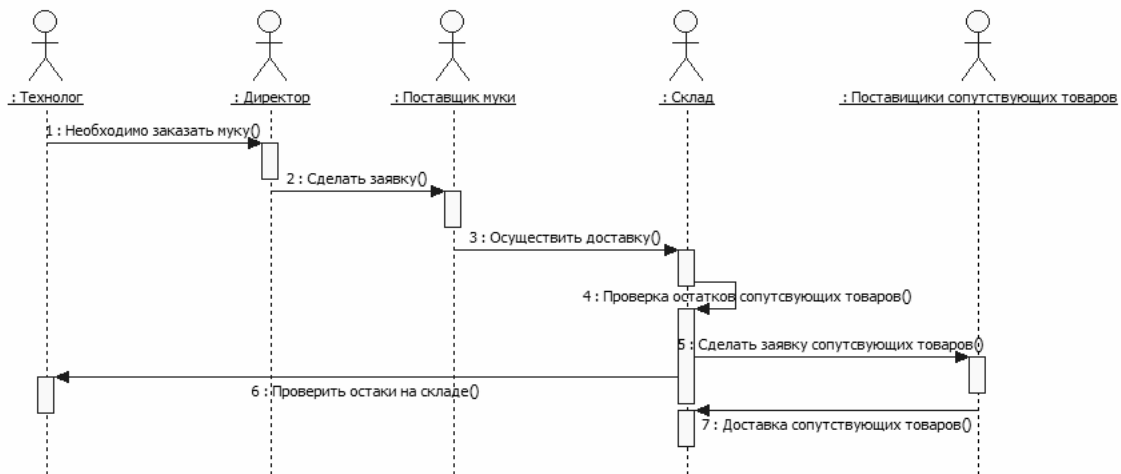 : Технолог
: Директор
: Поставщик муки
: Склад
: Поставищики сопутствующих товаров
1 : Необходимо заказать муку()
2 : Сделать заявку()
3 : Осуществить доставку()
4 : Проверка остатков сопутсвующих товаров()
5 : Сделать заявку сопутсвующих товаров()
6 : Проверить остаки на складе()
7 : Доставка сопутствующих товаров()